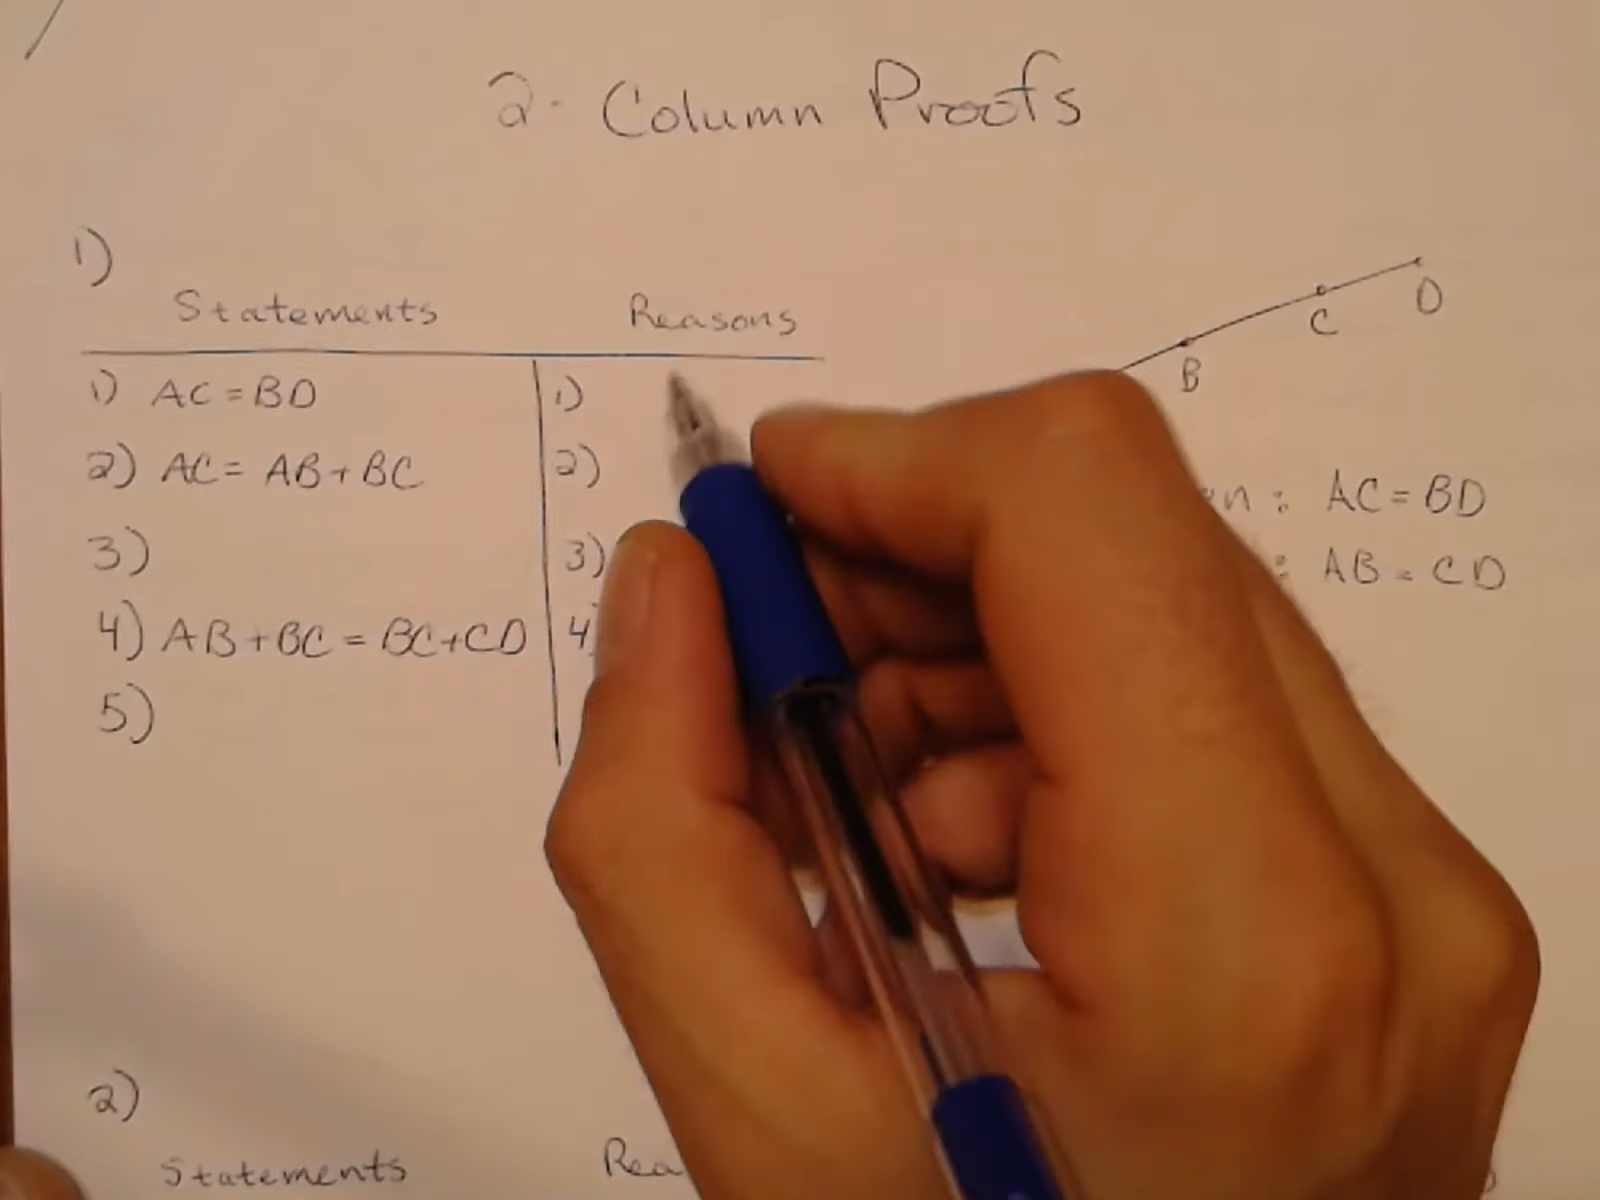 2- Column Proofs
1)
Statements Reasons
1) AC = BD 1)
2) AC = AB + BC 2)
3) 3)
4) AB + BC = BC + CD 4)
5)
B C D
: AC = BD
: AB = CD
2)
Statements